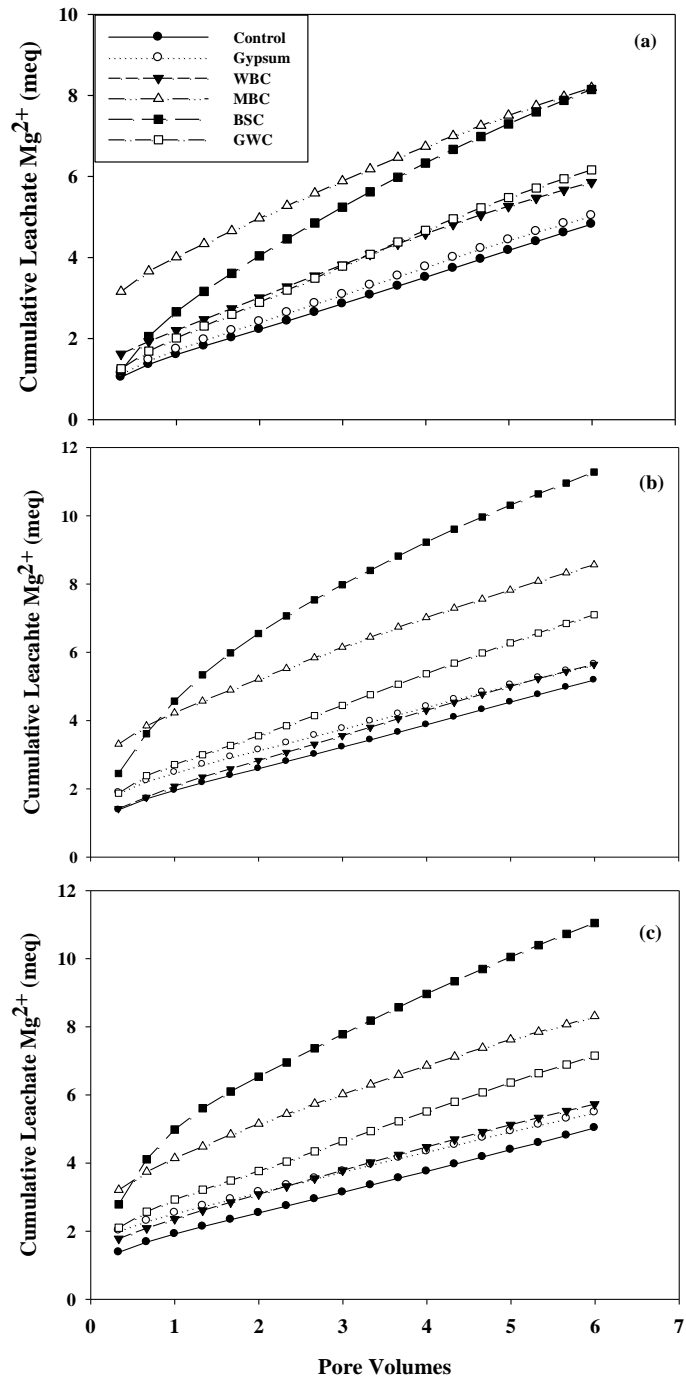 10
(a)
Control
Gypsum
WBC
MBC
BSC
GWC
8
6
4
2
0
Cumulative Leachate Mg2+ (meq)
12
(b)
10
8
6
4
2
0
Cumulative Leacahte Mg2+ (meq)
12
(c)
10
8
6
4
2
0
Cumulative Leachate Mg2+ (meq)
0 1 2 3 4 5 6 7
Pore Volumes